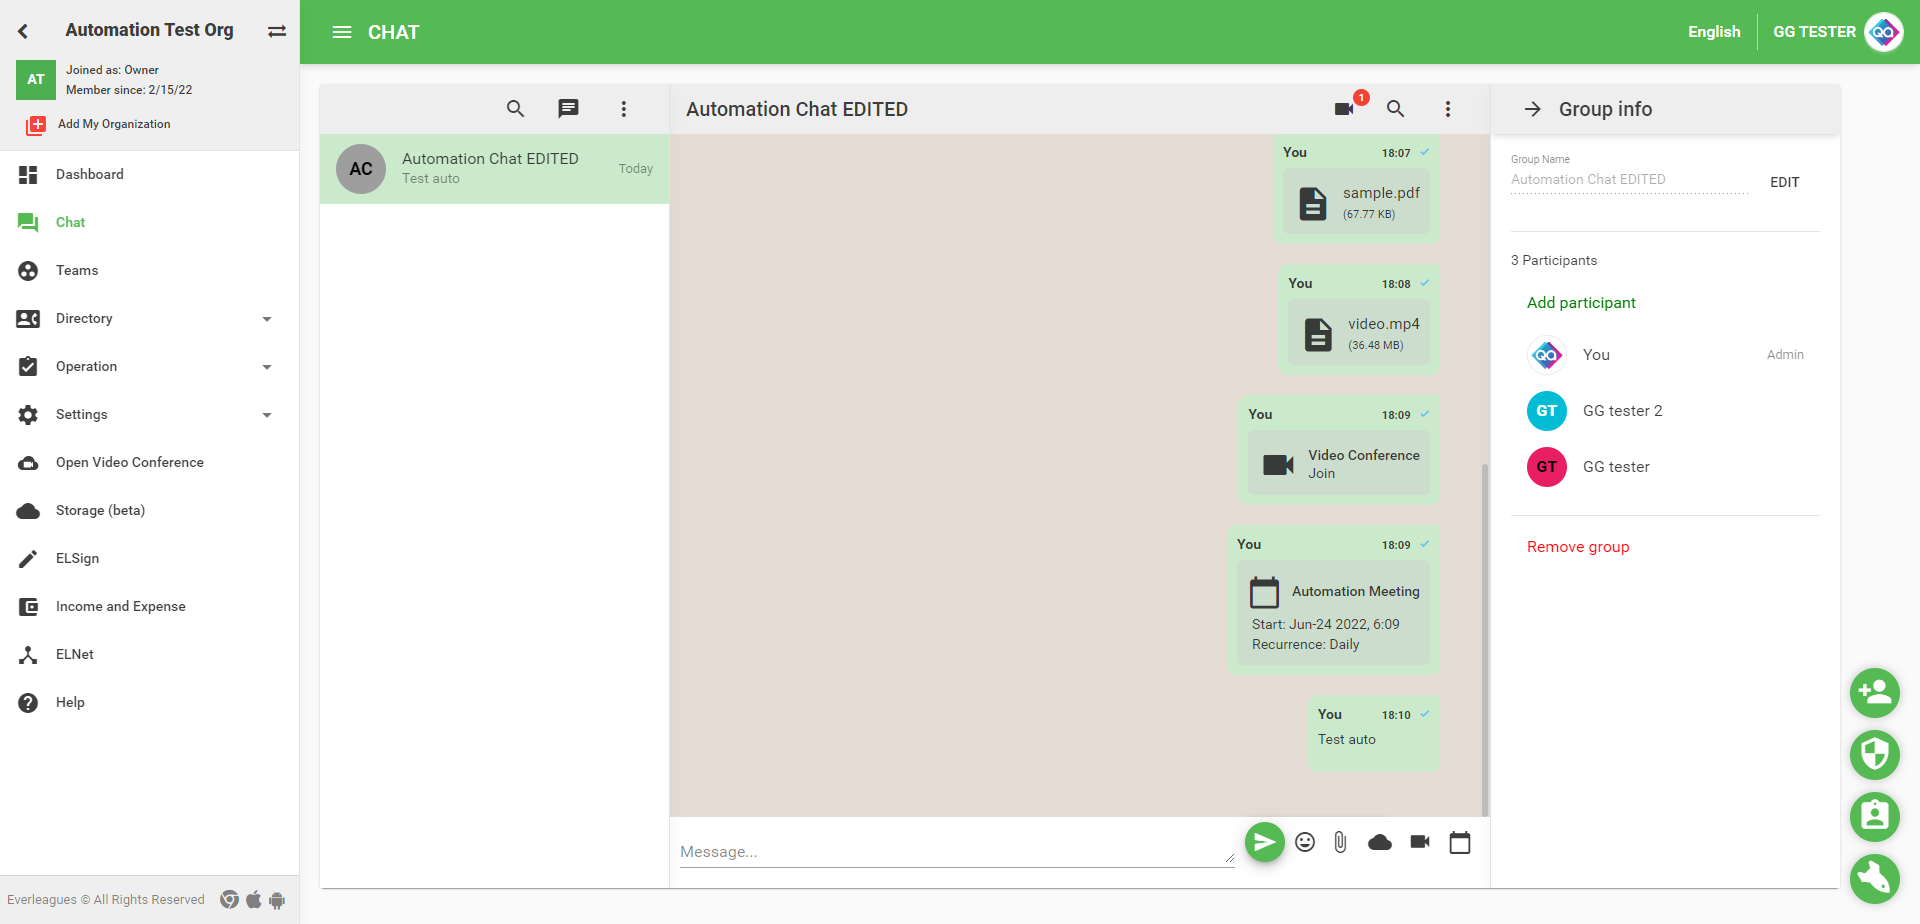 Automation Test Org
AT
Joined as: Owner
Member since: 2/15/22
Add My Organization
Dashboard
Chat
Teams
Directory
Operation
Settings
Open Video Conference
Storage (beta)
ELSign
Income and Expense
ELNet
Help
Everleagues © All Rights Reserved
CHAT
English
GG TESTER
QA
AC
Automation Chat EDITED
Today
Test auto
Automation Chat EDITED
1
You 18:07
sample.pdf
(67.77 KB)
You 18:08
video.mp4
(36.48 MB)
You 18:09
Video Conference
Join
You 18:09
Automation Meeting
Start: Jun-24 2022, 6:09
Recurrence: Daily
You 18:10
Test auto
Message...
Group info
Group Name
Automation Chat EDITED
EDIT
3 Participants
Add participant
QA
You
Admin
GT
GG tester 2
GT
GG tester
Remove group